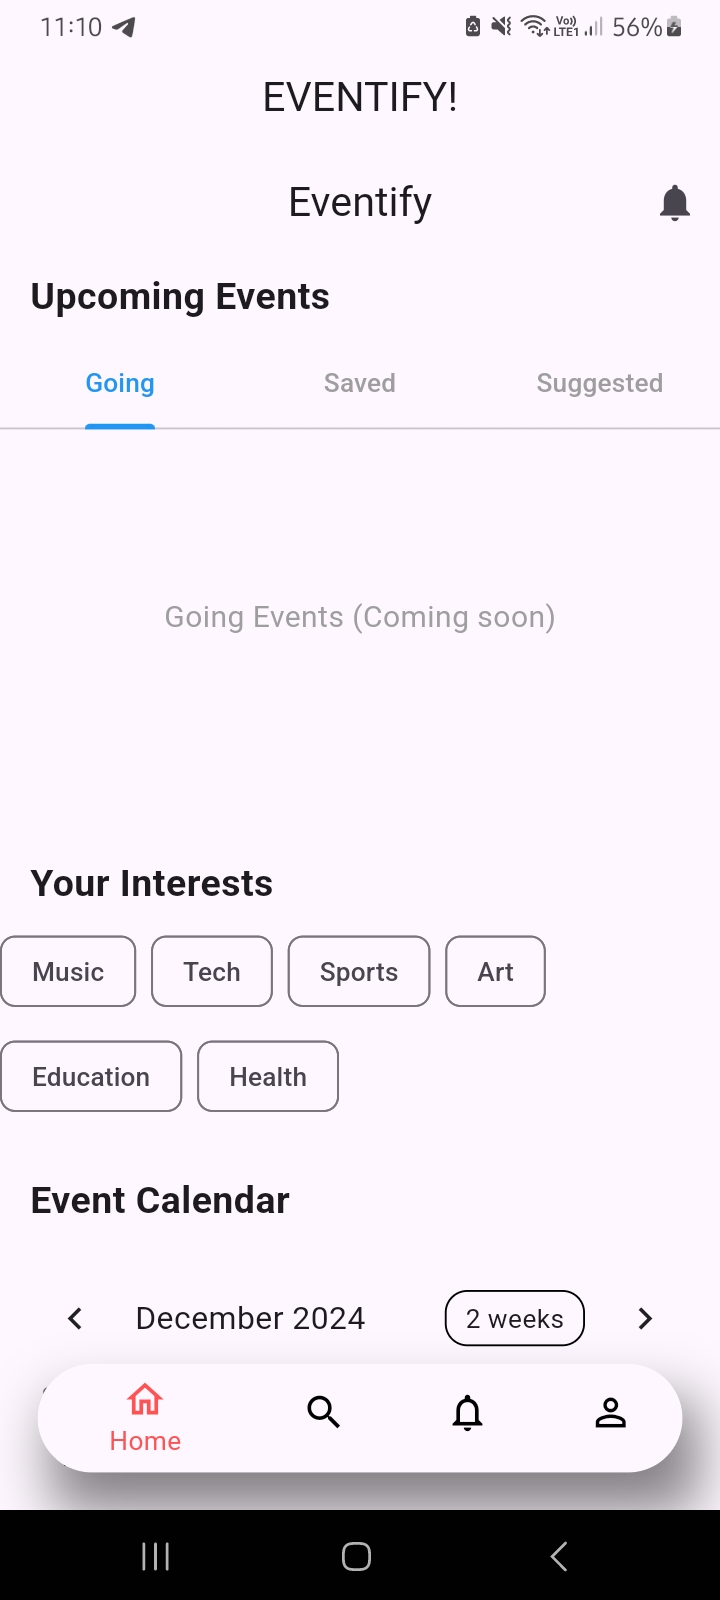 11:10 Vo)) LTE1 56%
EVENTIFY!
Eventify
Upcoming Events
Going Saved Suggested
Going Events (Coming soon)
Your Interests
Music Tech Sports Art
Education Health
Event Calendar
December 2024 2 weeks
Home